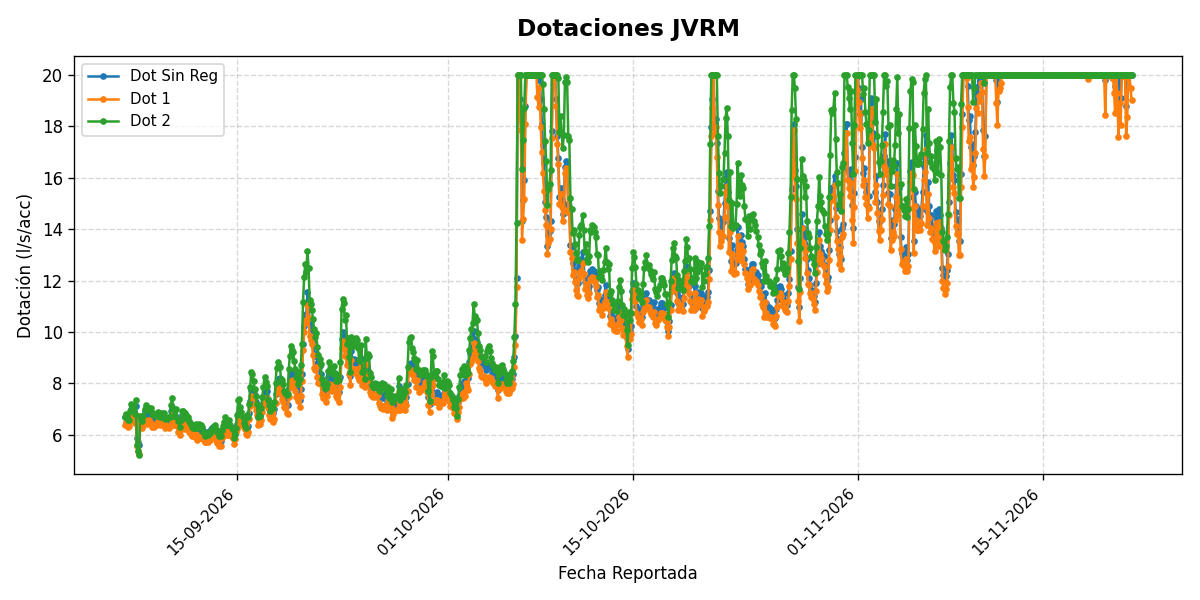 Dotaciones JVRM
Dot Sin Reg
Dot 1
Dot 2
Dotación (l/s/acc)
20
18
16
14
12
10
8
6
15-09-2026
01-10-2026
15-10-2026
01-11-2026
15-11-2026
Fecha Reportada